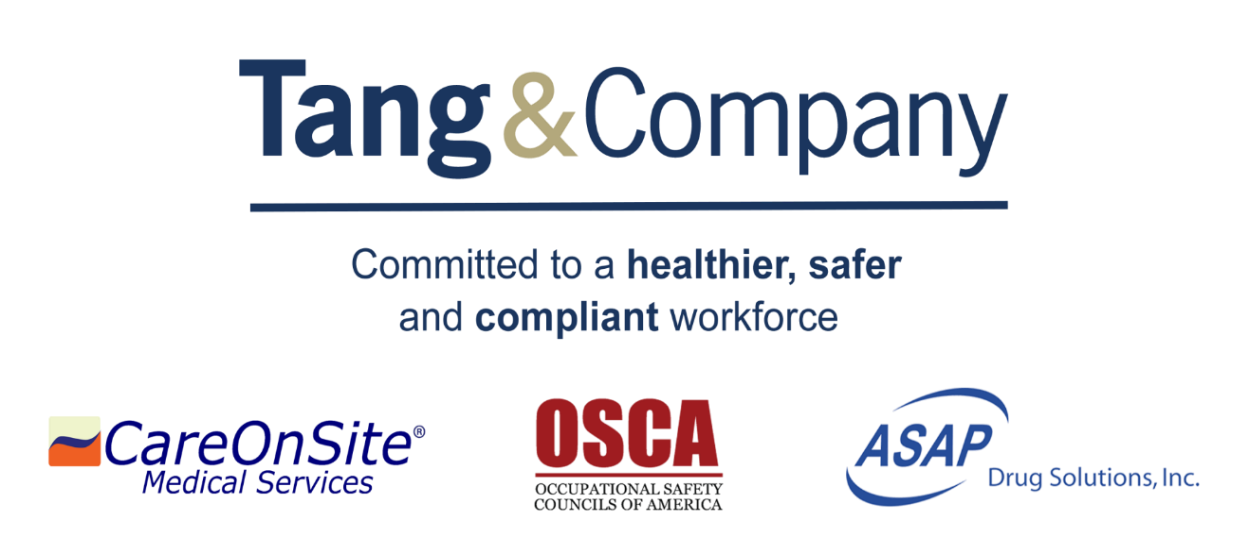 Tang&Company
Committed to a healthier, safer
and compliant workforce
CareOnSite®
Medical Services
OSCA
OCCUPATIONAL SAFETY
COUNCILS OF AMERICA
ASAP
Drug Solutions, Inc.